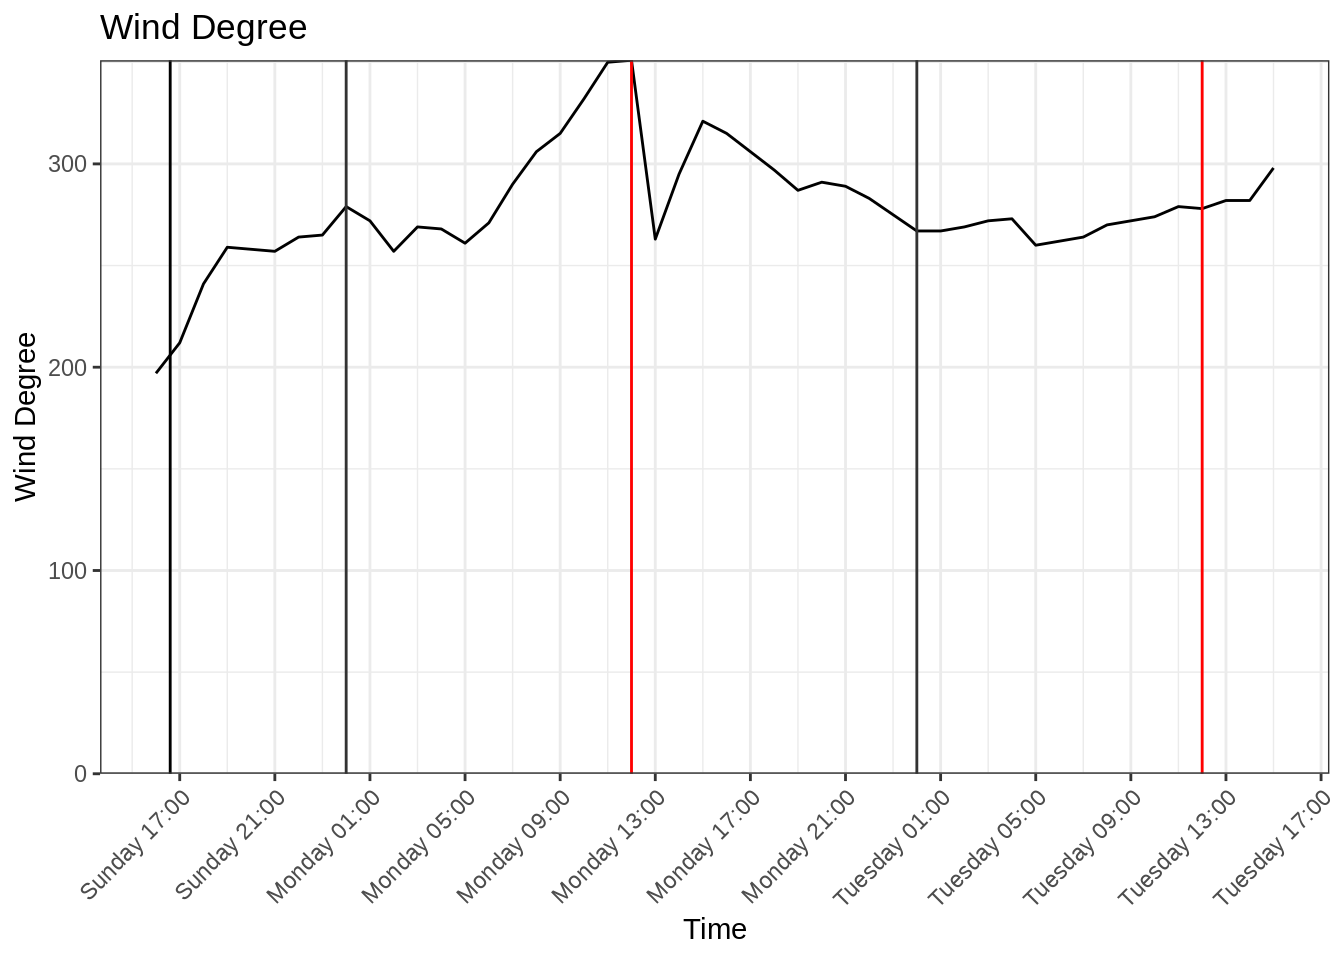 Wind Degree
Wind Degree
300
200
100
0
Sunday 17:00
Sunday 21:00
Monday 01:00
Monday 05:00
Monday 09:00
Monday 13:00
Monday 17:00
Monday 21:00
Tuesday 01:00
Tuesday 05:00
Tuesday 09:00
Tuesday 13:00
Tuesday 17:00
Time